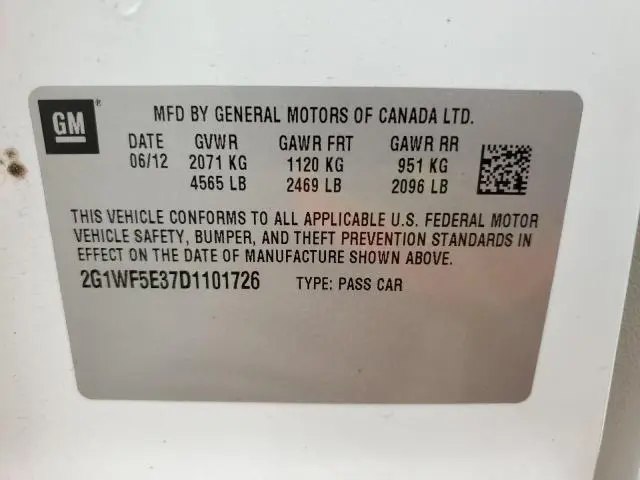 GM®
MFD BY GENERAL MOTORS OF CANADA LTD.
DATE GVWR GAWR FRT GAWR RR
06/12 2071 KG 1120 KG 951 KG
4565 LB 2469 LB 2096 LB
THIS VEHICLE CONFORMS TO ALL APPLICABLE U.S. FEDERAL MOTOR
VEHICLE SAFETY, BUMPER, AND THEFT PREVENTION STANDARDS IN
EFFECT ON THE DATE OF MANUFACTURE SHOWN ABOVE.
2G1WF5E37D1101726 TYPE: PASS CAR